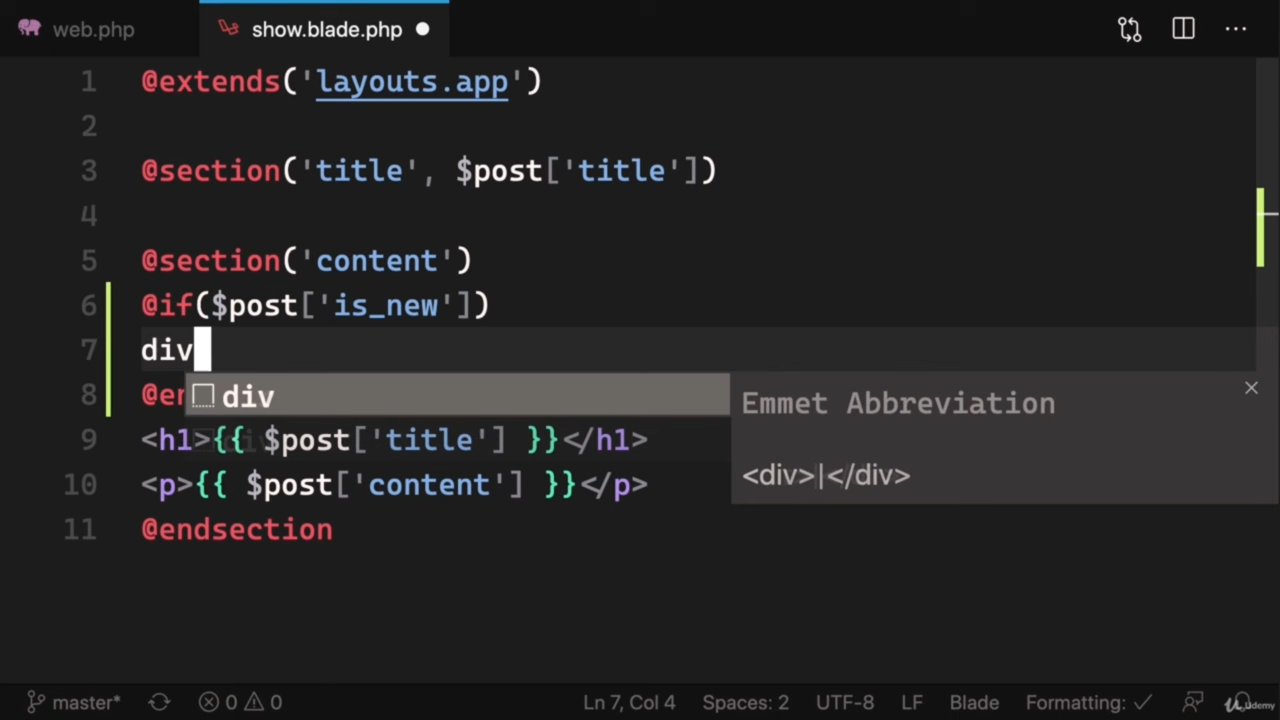 web.php show.blade.php
1 @extends('layouts.app')
2
3 @section('title', $post['title'])
4
5 @section('content')
6 @if($post['is_new'])
7 div
8 @en div Emmet Abbreviation
9 <h1>{{ $post['title'] }}</h1>
<div>|</div>
10 <p>{{ $post['content'] }}</p>
11 @endsection
master* 0 0 Ln 7, Col 4 Spaces: 2 UTF-8 LF Blade Formatting: ✓ Udemy